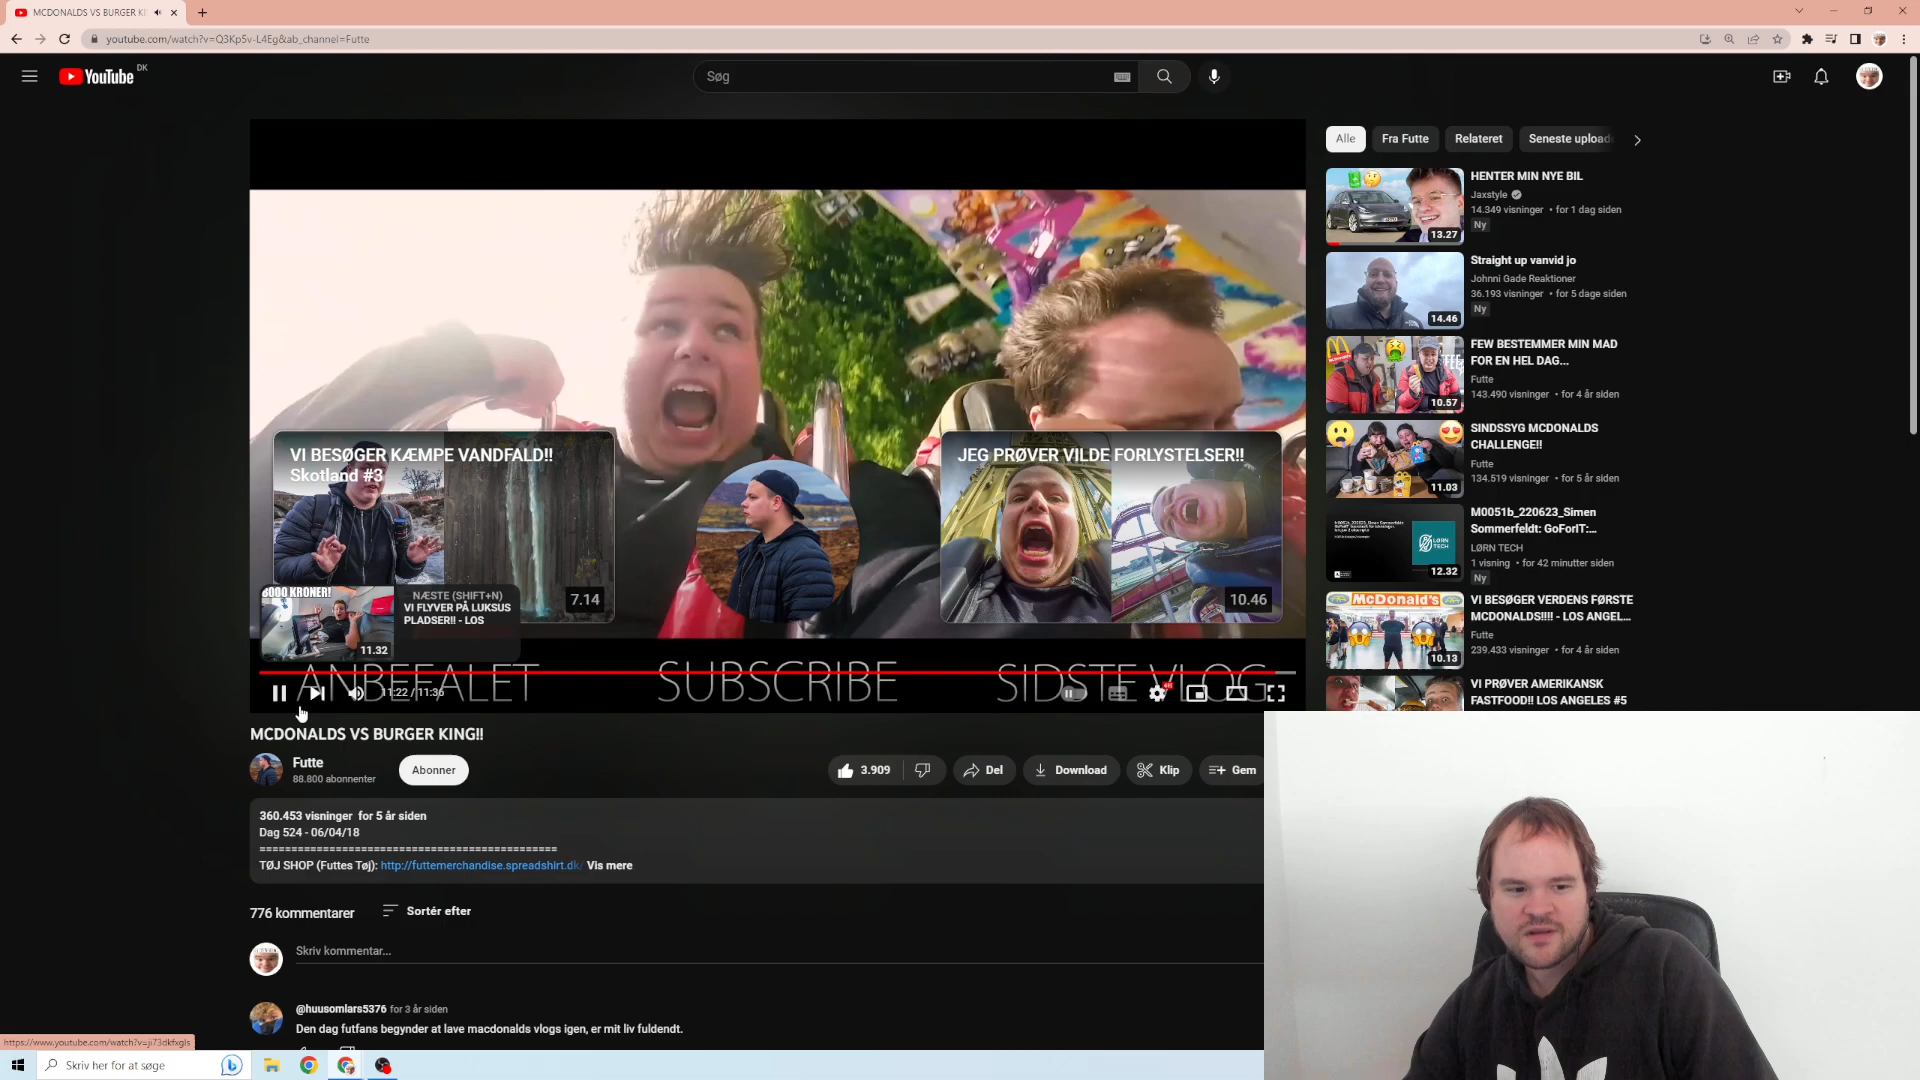 MCDONALDS VS BURGER KI
youtube.com/watch?v=Q3Kp5v-L4Eg&ab_channel=Futte
YouTube DK
Søg
Alle
Fra Futte
Relateret
Seneste upload
HENTER MIN NYE BIL
Jaxstyle
14.349 visninger • for 1 dag siden
Ny
13.27
Straight up vanvid jo
Johnni Gade Reaktioner
36.193 visninger • for 5 dage siden
Ny
14.46
FEW BESTEMMER MIN MAD
FOR EN HEL DAG...
Futte
143.490 visninger • for 4 år siden
10.57
SINDSSYG MCDONALDS
CHALLENGE!!
Futte
134.519 visninger • for 5 år siden
11.03
M0051b_220623_Simen
Sommerfeldt: GoForIT:...
LØRN TECH
1 visning • for 42 minutter siden
Ny
LØRN
TECH
12.32
McDonald's
VI BESØGER VERDENS FØRSTE
MCDONALDS!!!! - LOS ANGEL...
Futte
239.433 visninger • for 4 år siden
10.13
VI PRØVER AMERIKANSK
FASTFOOD!! LOS ANGELES #5
VI BESØGER KÆMPE VANDFALD!!
Skotland #3
7.14
JEG PRØVER VILDE FORLYSTELSER!!
10.46
6000 KRONER!
11.32
NÆSTE (SHIFT+N)
VI FLYVER PÅ LUKSUS
PLADSER!! - LOS
ANBEFALET
SUBSCRIBE
SIDSTE VLOG
11:22 / 11:36
MCDONALDS VS BURGER KING!!
Futte
88.800 abonnenter
Abonner
3.909
Del
Download
Klip
Gem
360.453 visninger for 5 år siden
Dag 524 - 06/04/18
==============================================
TØJ SHOP (Futtes Tøj): http://futtemerchandise.spreadshirt.dk/ Vis mere
776 kommentarer
Sortér efter
Skriv kommentar...
@huusomlars5376 for 3 år siden
Den dag futfans begynder at lave macdonalds vlogs igen, er mit liv fuldendt.
https://www.youtube.com/watch?v=ji73dkfxgls
Skriv her for at søge